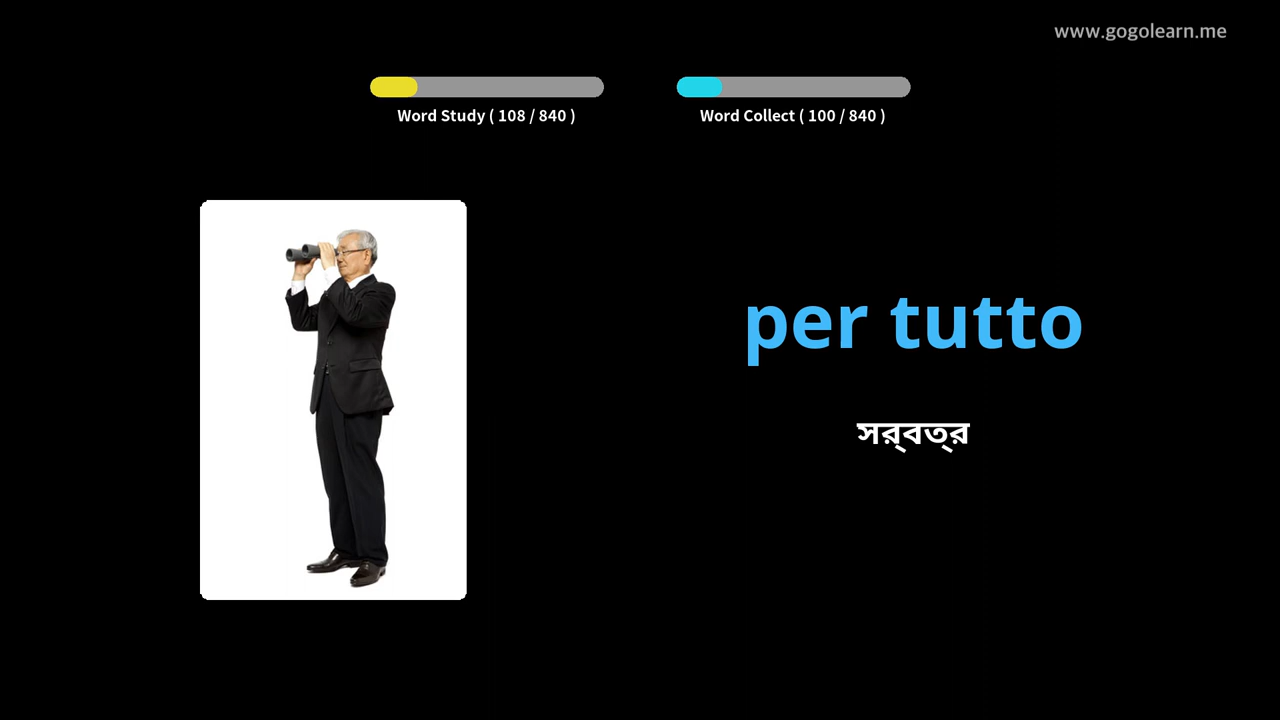 www.gogolearn.me
Word Study ( 108 / 840 )
Word Collect ( 100 / 840 )
per tutto
সর্বত্র